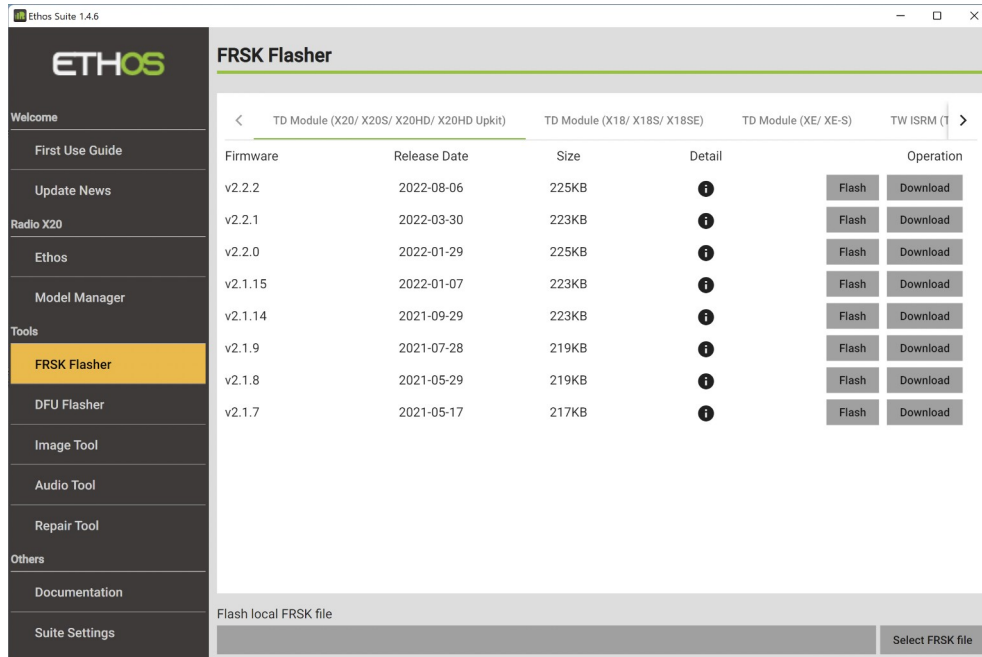 Ethos Suite 1.4.6
ETHOS
Welcome
First Use Guide
Update News
Radio X20
Ethos
Model Manager
Tools
FRSK Flasher
DFU Flasher
Image Tool
Audio Tool
Repair Tool
Others
Documentation
Suite Settings
FRSK Flasher
TD Module (X20/ X20S/ X20HD/ X20HD Upkit) TD Module (X18/ X18S/ X18SE) TD Module (XE/ XE-S) TW ISRM (T
Firmware Release Date Size Detail Operation
v2.2.2 2022-08-06 225KB Flash Download
v2.2.1 2022-03-30 223KB Flash Download
v2.2.0 2022-01-29 225KB Flash Download
v2.1.15 2022-01-07 223KB Flash Download
v2.1.14 2021-09-29 223KB Flash Download
v2.1.9 2021-07-28 219KB Flash Download
v2.1.8 2021-05-29 219KB Flash Download
v2.1.7 2021-05-17 217KB Flash Download
Flash local FRSK file
Select FRSK file